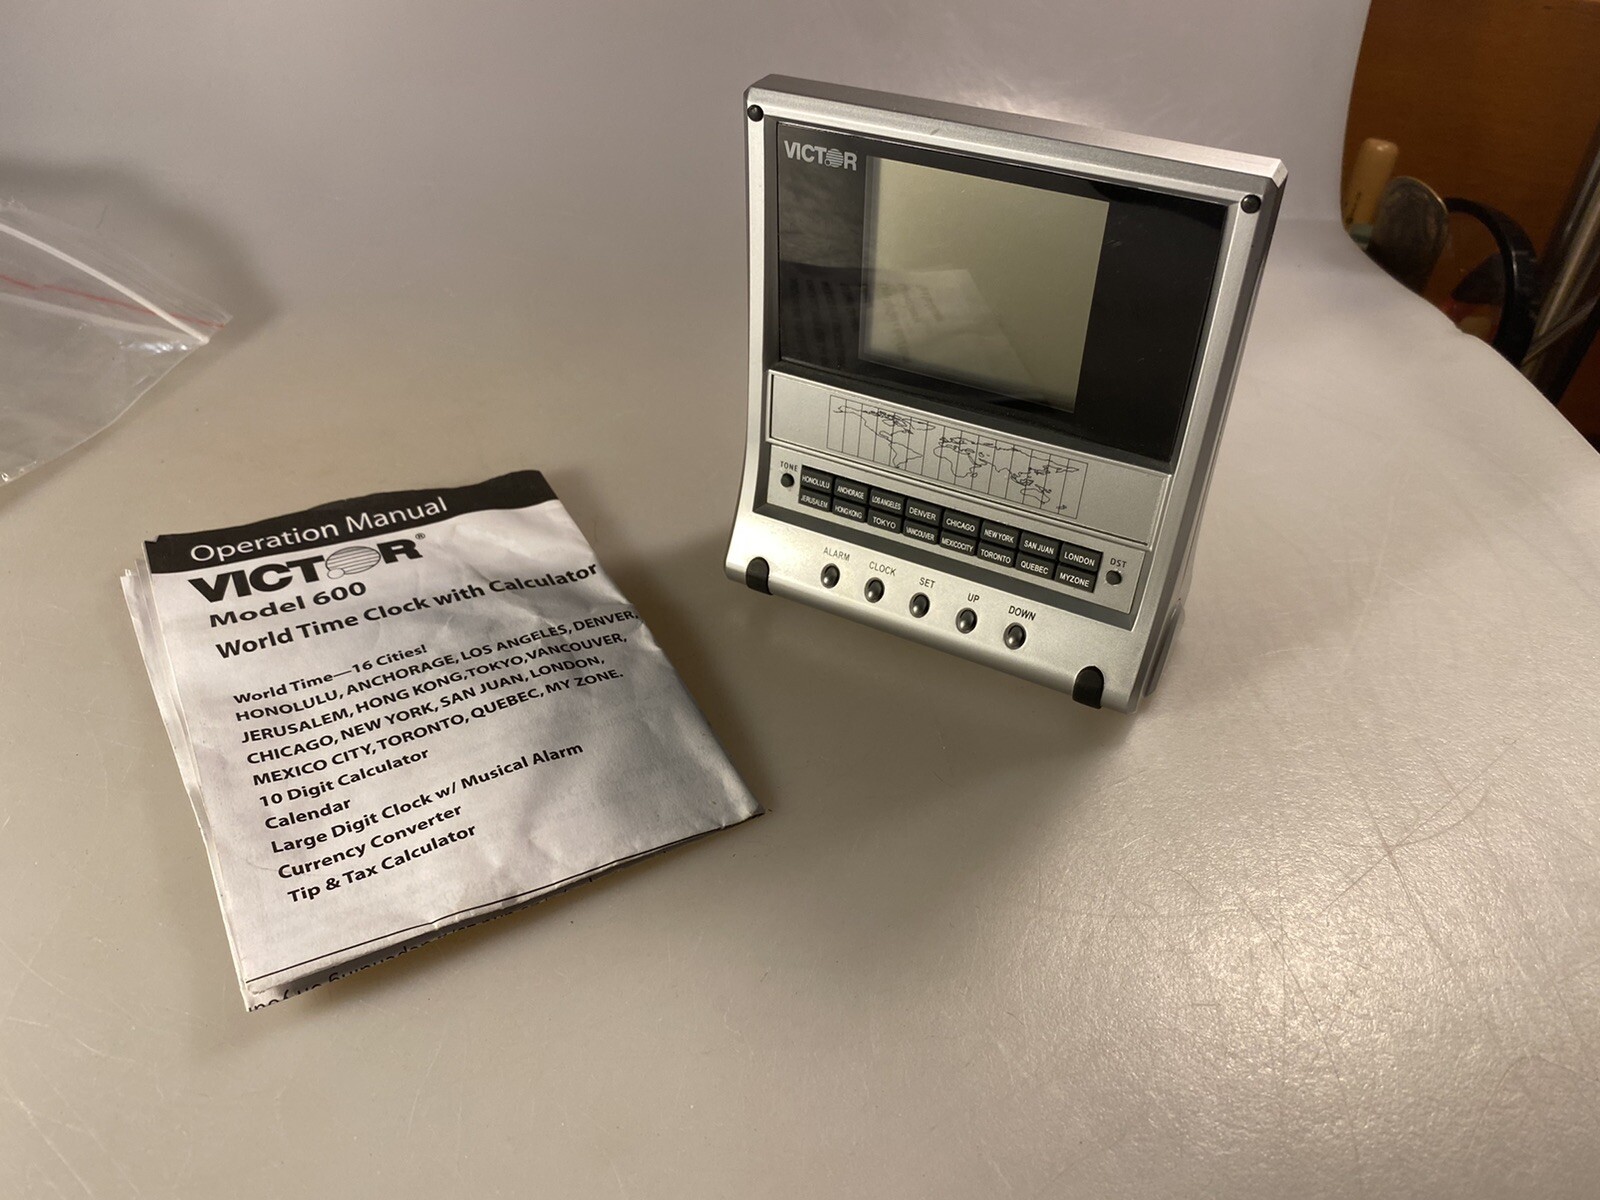 Operation Manual
VICTOR®
Model 600
World Time Clock with Calculator
World Time—16 Cities!
HONOLULU, ANCHORAGE, LOS ANGELES, DENVER,
JERUSALEM, HONG KONG,TOKYO,VANCOUVER,
CHICAGO, NEW YORK, SAN JUAN, LONDON,
MEXICO CITY,TORONTO, QUEBEC, MY ZONE.
10 Digit Calculator
Calendar
Large Digit Clock w/ Musical Alarm
Currency Converter
Tip & Tax Calculator
VICTOR
TONE
HONOLULU ANCHORAGE LOS ANGELES DENVER CHICAGO NEW YORK SAN JUAN LONDON
JERUSALEM HONG KONG TOKYO VANCOUVER MEXICO CITY TORONTO QUEBEC MYZONE
DST
ALARM CLOCK SET UP DOWN